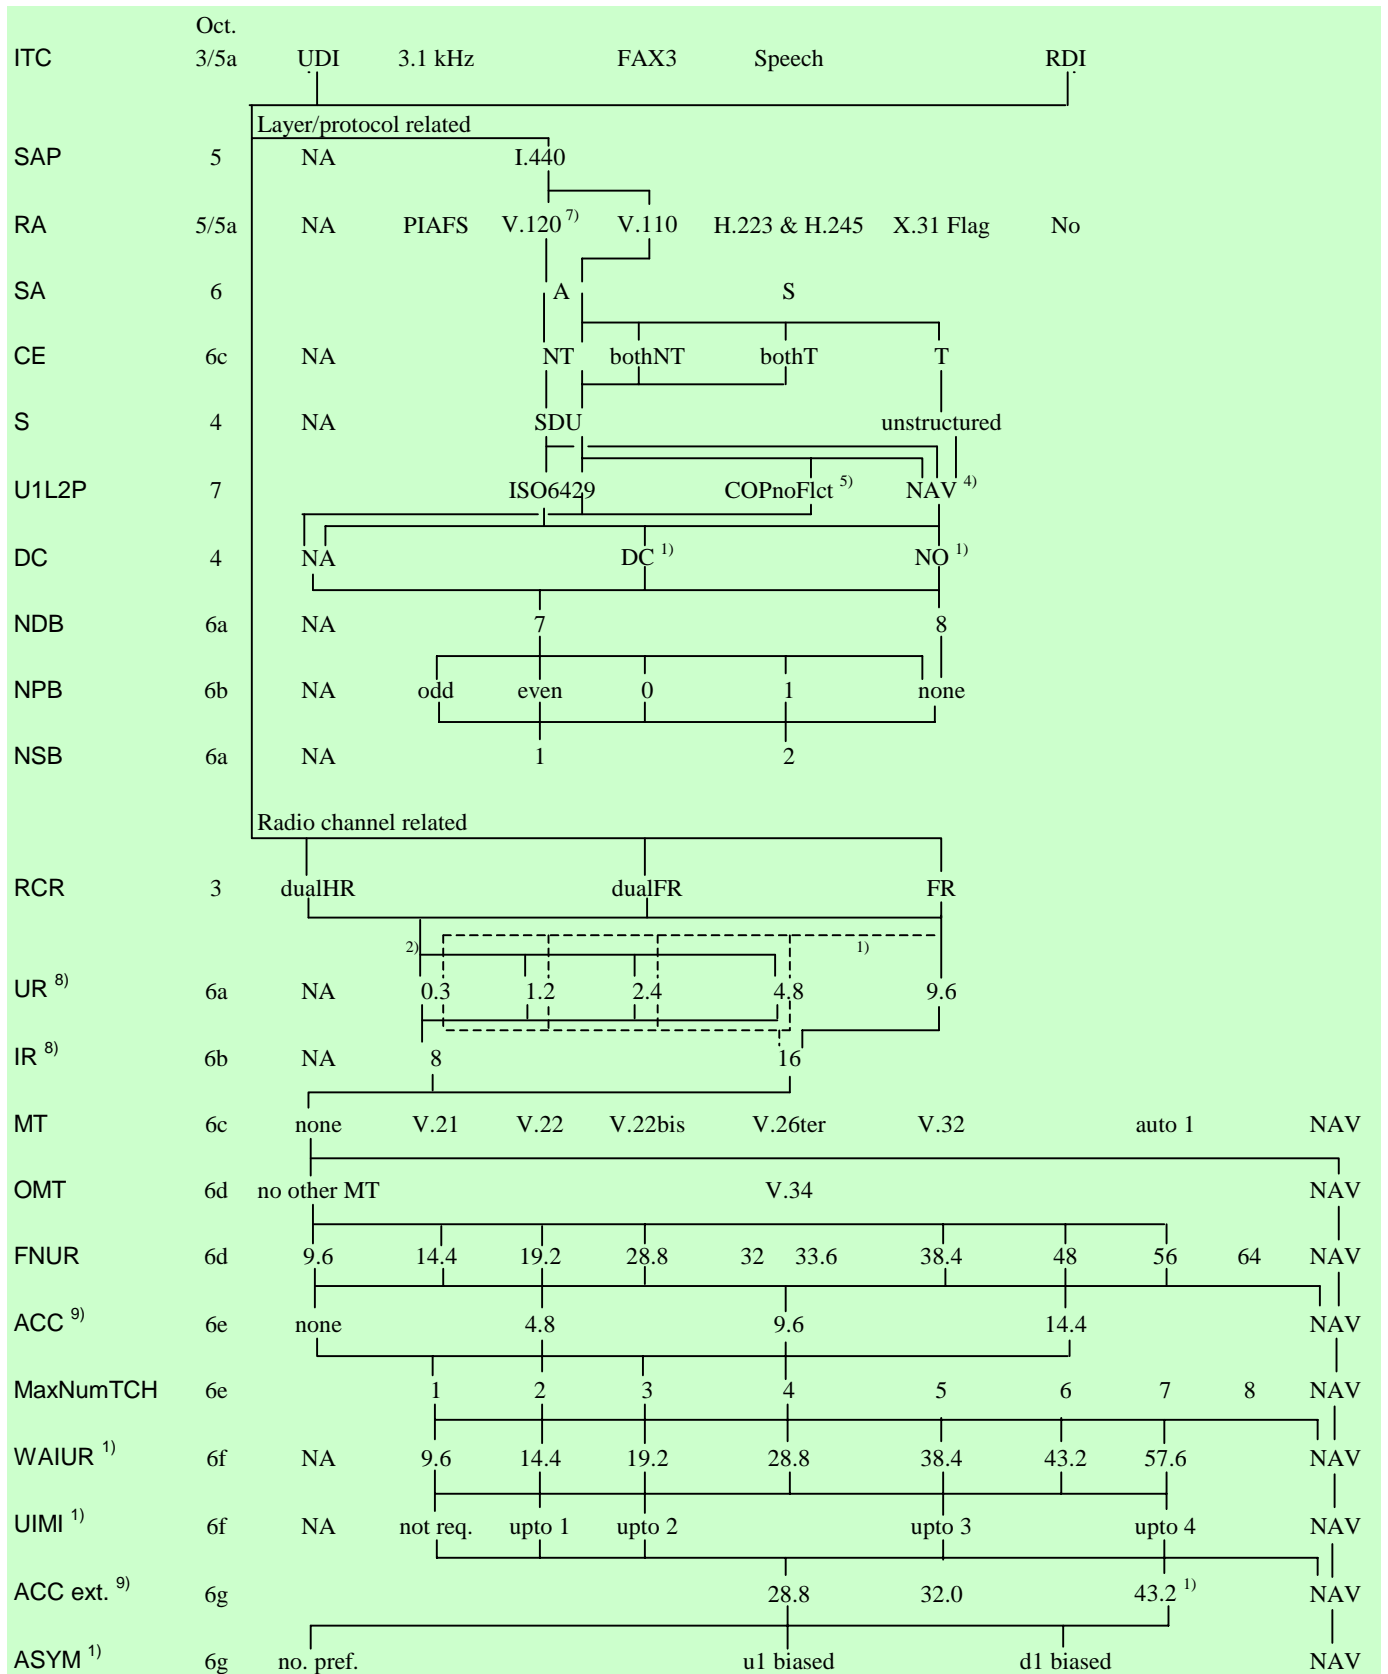 Oct.
ITC 3/5a UDI 3.1 kHz FAX3 Speech RDI
Layer/protocol related
SAP 5 NA I.440
RA 5/5a NA PIAFS V.120 7) V.110 H.223 & H.245 X.31 Flag No
SA 6 A S
CE 6c NA NT bothNT bothT T
S 4 NA SDU unstructured
U1L2P 7 ISO6429 COPnoFlct 5) NAV 4)
DC 4 NA DC 1) NO 1)
NDB 6a NA 7 8
NPB 6b NA odd even 0 1 none
NSB 6a NA 1 2
Radio channel related
RCR 3 dualHR dualFR FR
2) 1)
UR 8) 6a NA 0.3 1.2 2.4 4.8 9.6
IR 8) 6b NA 8 16
MT 6c none V.21 V.22 V.22bis V.26ter V.32 auto 1 NAV
OMT 6d no other MT V.34 NAV
FNUR 6d 9.6 14.4 19.2 28.8 32 33.6 38.4 48 56 64 NAV
ACC 9) 6e none 4.8 9.6 14.4 NAV
MaxNumTCH 6e 1 2 3 4 5 6 7 8 NAV
WAIUR 1) 6f NA 9.6 14.4 19.2 28.8 38.4 43.2 57.6 NAV
UIMI 1) 6f NA not req. upto 1 upto 2 upto 3 upto 4 NAV
ACC ext. 9) 6g 28.8 32.0 43.2 1) NAV
ASYM 1) 6g no. pref. u1 biased d1 biased NAV